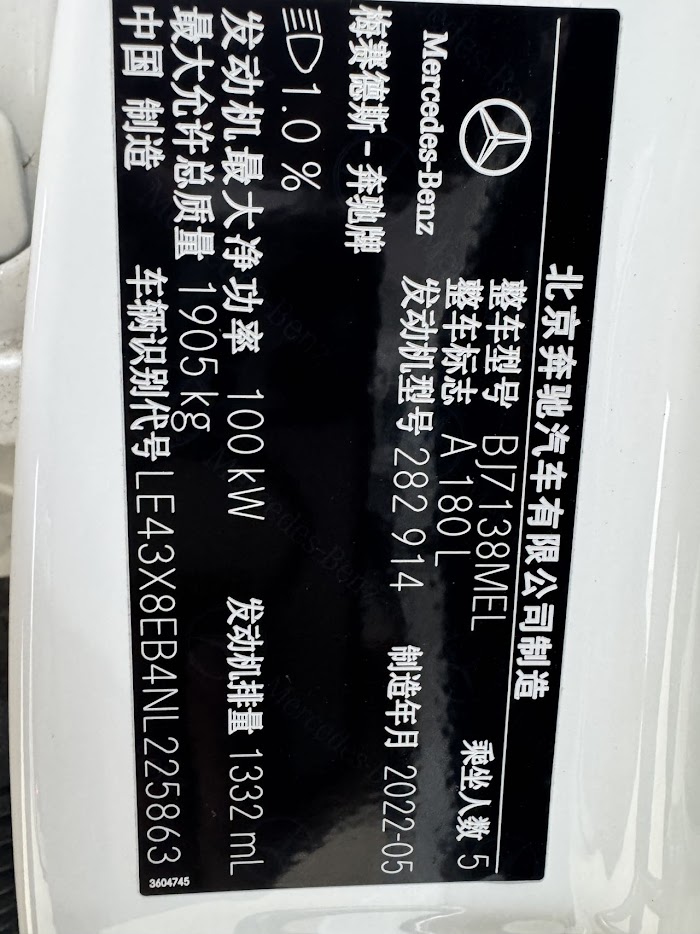 北京奔驰汽车有限公司制造
Mercedes-Benz
整车型号 BJ7138MEL 乘坐人数 5
整车标志 A 180 L
梅赛德斯-奔驰牌 发动机型号 282 914 制造年月 2022-05
1.0 %
发动机最大净功率 100 kW 发动机排量 1332 mL
最大允许总质量 1905 kg
中国 制造 车辆识别代号 LE43X8EB4NL225863
3604745